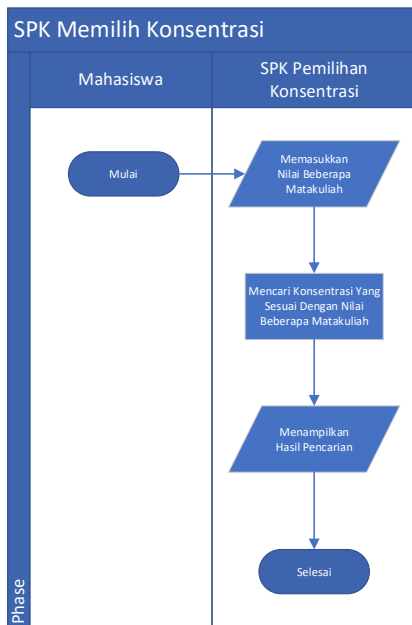 SPK Memilih Konsentrasi
Mahasiswa
SPK Pemilihan
Konsentrasi
Mulai
Memasukkan
Nilai Beberapa
Matakuliah
Mencari Konsentrasi Yang
Sesuai Dengan Nilai
Beberapa Matakuliah
Menampilkan
Hasil Pencarian
Selesai
Phase